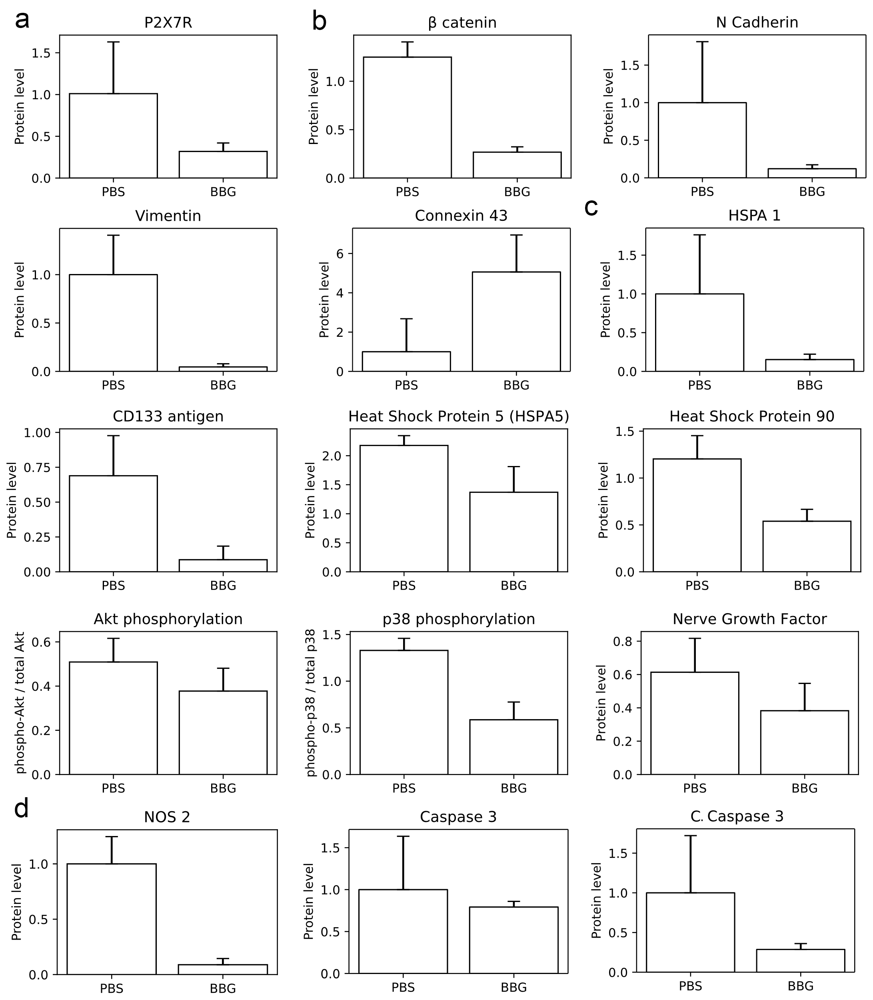 a
P2X7R
Protein level
1.5
1.0
0.5
0.0
PBS BBG
b
β catenin
Protein level
1.0
0.5
0.0
PBS BBG
N Cadherin
Protein level
1.5
1.0
0.5
0.0
PBS BBG
Vimentin
Protein level
1.0
0.5
0.0
PBS BBG
Connexin 43
Protein level
6
4
2
0
PBS BBG
c
HSPA 1
Protein level
1.5
1.0
0.5
0.0
PBS BBG
CD133 antigen
Protein level
1.00
0.75
0.50
0.25
0.00
PBS BBG
Heat Shock Protein 5 (HSPA5)
Protein level
2.0
1.5
1.0
0.5
0.0
PBS BBG
Heat Shock Protein 90
Protein level
1.5
1.0
0.5
0.0
PBS BBG
Akt phosphorylation
phospho-Akt / total Akt
0.6
0.4
0.2
0.0
PBS BBG
p38 phosphorylation
phospho-p38 / total p38
1.5
1.0
0.5
0.0
PBS BBG
Nerve Growth Factor
Protein level
0.8
0.6
0.4
0.2
0.0
PBS BBG
d
NOS 2
Protein level
1.0
0.5
0.0
PBS BBG
Caspase 3
Protein level
1.5
1.0
0.5
0.0
PBS BBG
C. Caspase 3
Protein level
1.5
1.0
0.5
0.0
PBS BBG